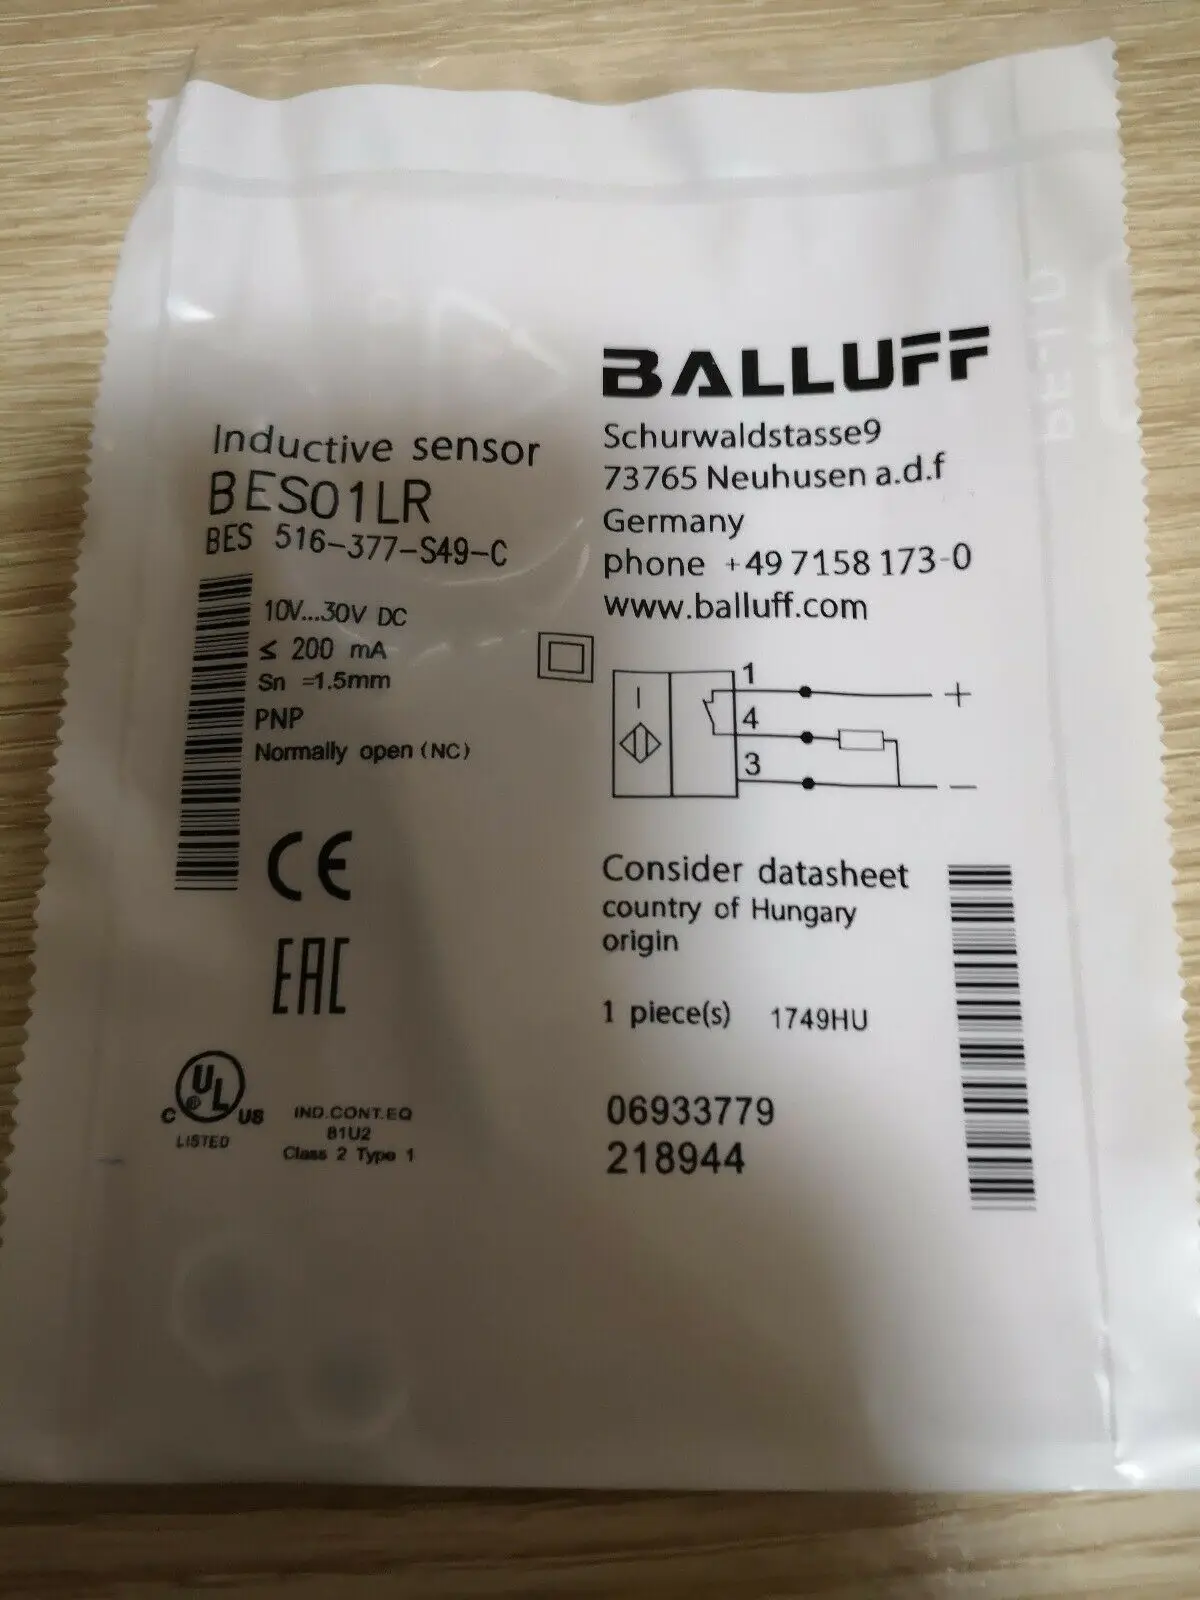 BALLUFF
Schurwaldstasse9
73765 Neuhusen a.d.f
Germany
phone +49 7158 173-0
www.balluff.com
Inductive sensor
BES01LR
BES 516-377-S49-C
10V...30V DC
≤ 200 mA
Sn =1.5mm
PNP
Normally open (NC)
1
4
3
+
−
CE
EAC
C UL US
LISTED
IND.CONT.EQ
81U2
Class 2 Type 1
Consider datasheet
country of Hungary
origin
1 piece(s) 1749HU
06933779
218944